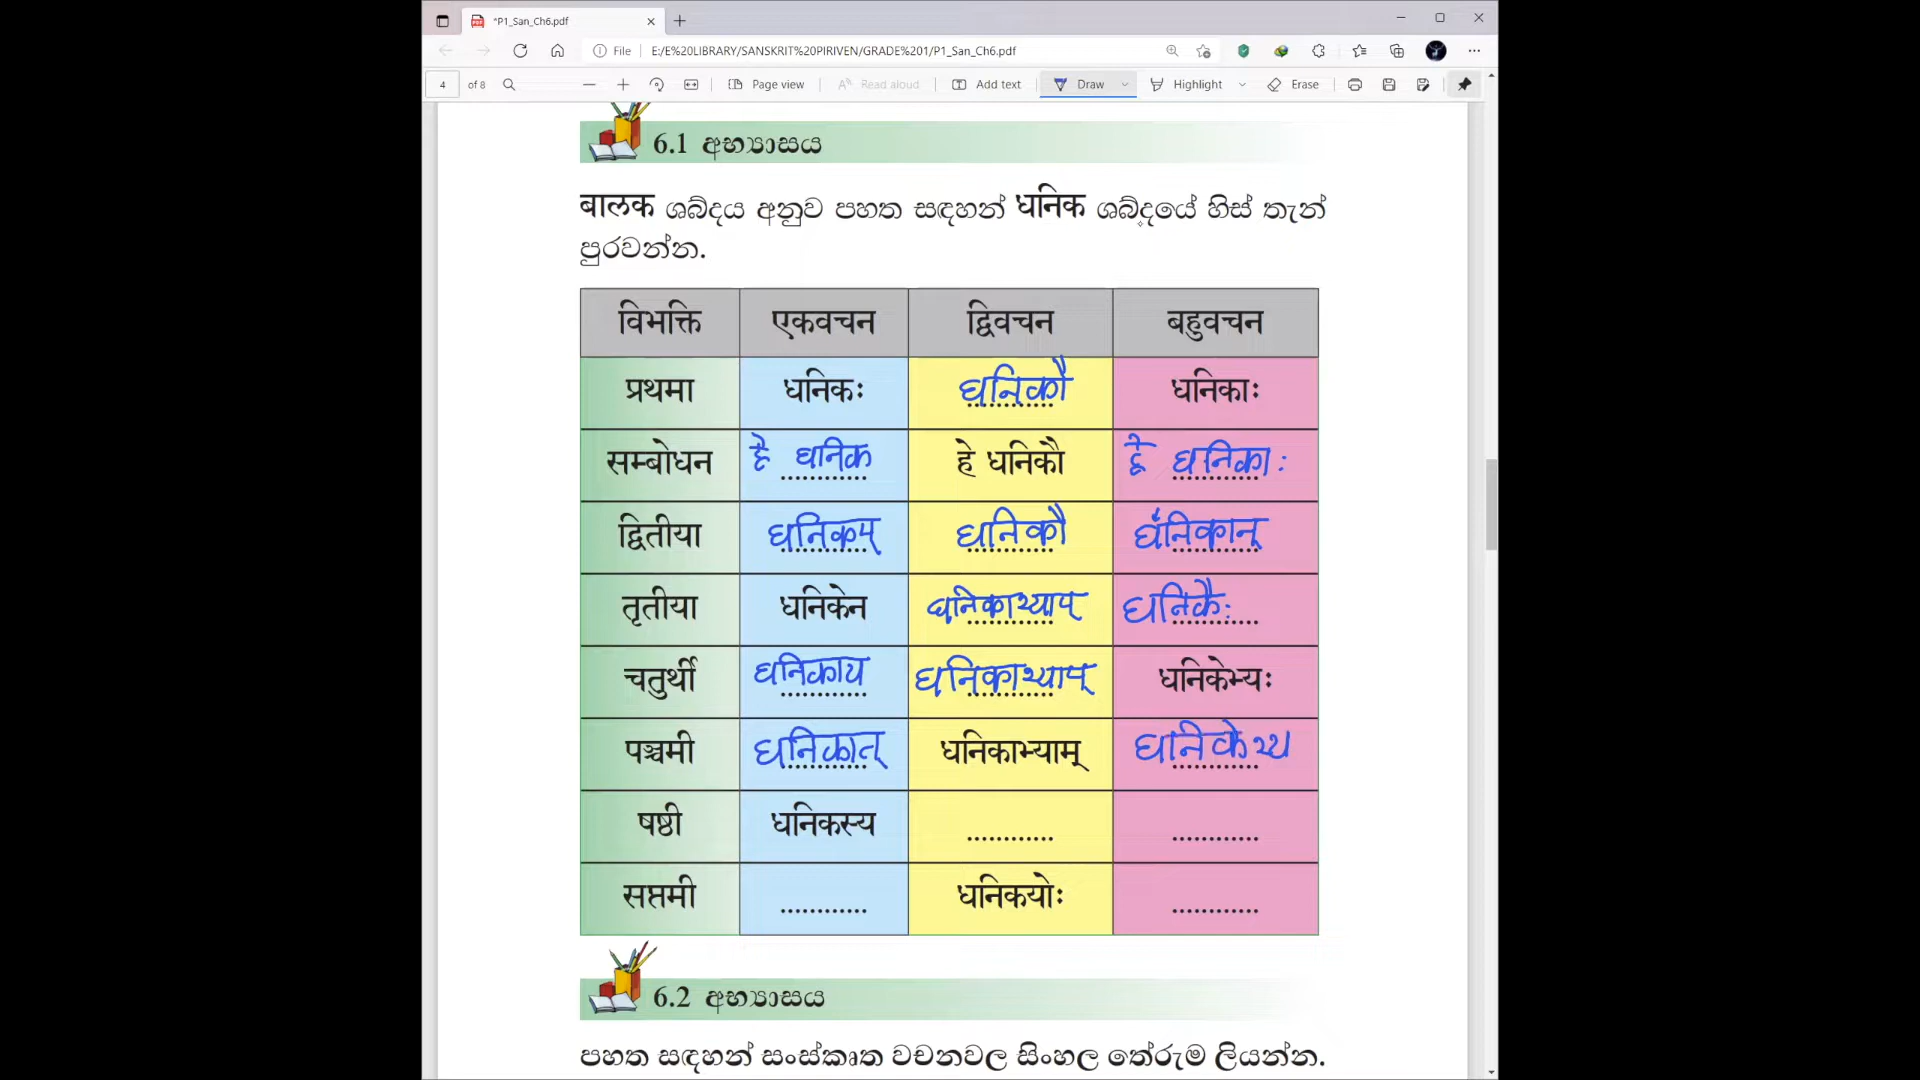 *P1_San_Ch6.pdf
File E:/E%20LIBRARY/SANSKRIT%20PIRIVEN/GRADE%201/P1_San_Ch6.pdf
4 of 8 Page view Read aloud Add text Draw Highlight Erase
6.1 අභ්‍යාසය
बालक ශබ්දය අනුව පහත සඳහන් धनिक ශබ්දයේ හිස් තැන්
පුරවන්න.
विभक्ति एकवचन द्विवचन बहुवचन
प्रथमा धनिकः धनिकौ धनिकाः
सम्बोधन हे धनिक हे धनिकौ हे धनिकाः
द्वितीया धनिकम् धनिकौ धनिकान्
तृतीया धनिकेन धनिकाभ्याम् धनिकैः
चतुर्थी धनिकाय धनिकाभ्याम् धनिकेभ्यः
पञ्चमी धनिकात् धनिकाभ्याम् धनिकेभ्य
षष्ठी धनिकस्य ............ ............
सप्तमी ............ धनिकयोः ............
6.2 අභ්‍යාසය
පහත සඳහන් සංස්කෘත වචනවල සිංහල තේරුම ලියන්න.